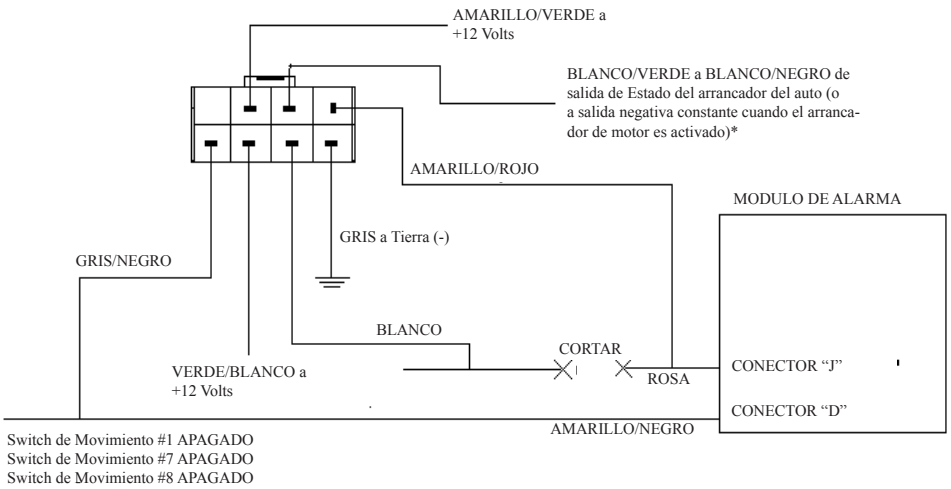 AMARILLO/VERDE a
+12 Volts
BLANCO/VERDE a BLANCO/NEGRO de
salida de Estado del arrancador del auto (o
a salida negativa constante cuando el arranca-
dor de motor es activado)*
AMARILLO/ROJO
MODULO DE ALARMA
GRIS a Tierra (-)
GRIS/NEGRO
BLANCO
CORTAR
VERDE/BLANCO a
+12 Volts
ROSA
CONECTOR “J”
CONECTOR “D”
AMARILLO/NEGRO
Switch de Movimiento #1 APAGADO
Switch de Movimiento #7 APAGADO
Switch de Movimiento #8 APAGADO